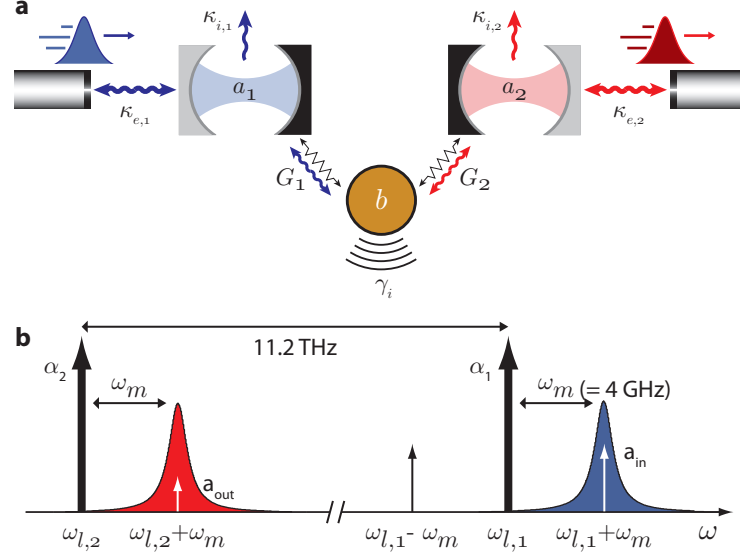 a
κi,1
κi,2
a1
a2
κe,1
κe,2
G1
G2
b
γi
b
11.2 THz
α2
α1
ωm
ωm (= 4 GHz)
aout
ain
ωl,2
ωl,2+ωm
ωl,1- ωm
ωl,1
ωl,1+ωm
ω